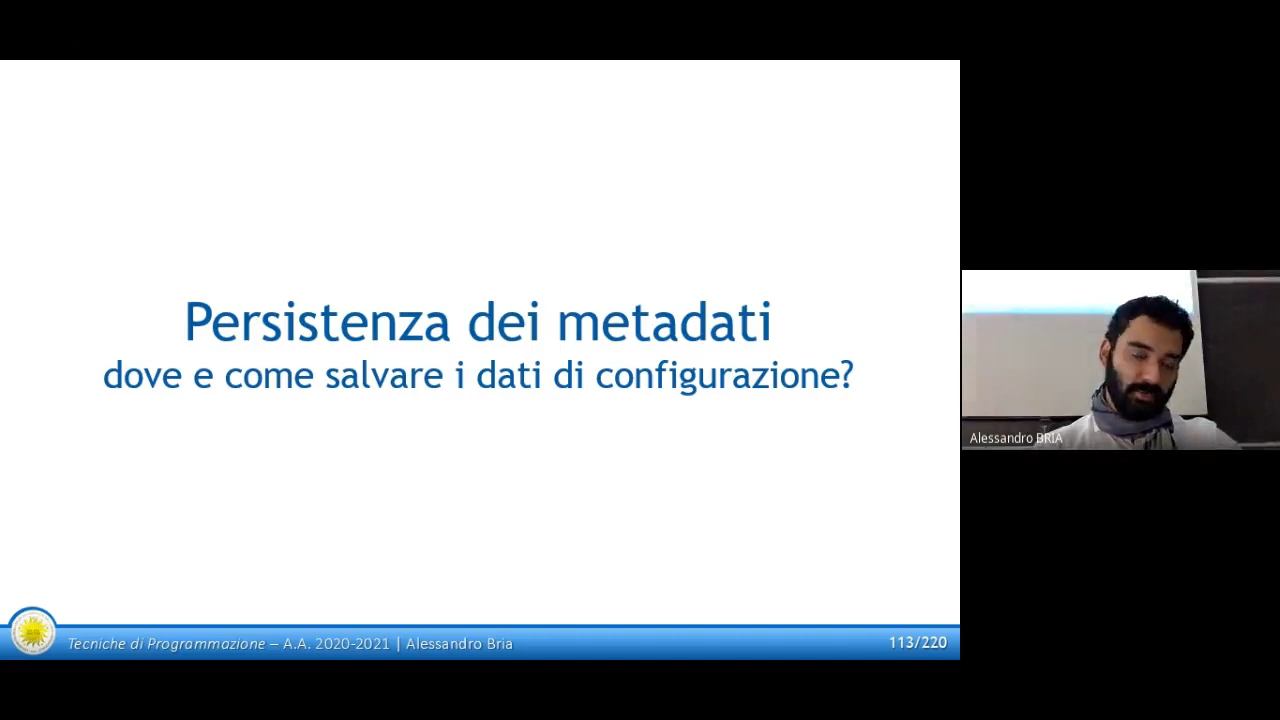 Persistenza dei metadati
dove e come salvare i dati di configurazione?
Alessandro BRIA
Tecniche di Programmazione – A.A. 2020-2021 | Alessandro Bria
113/220